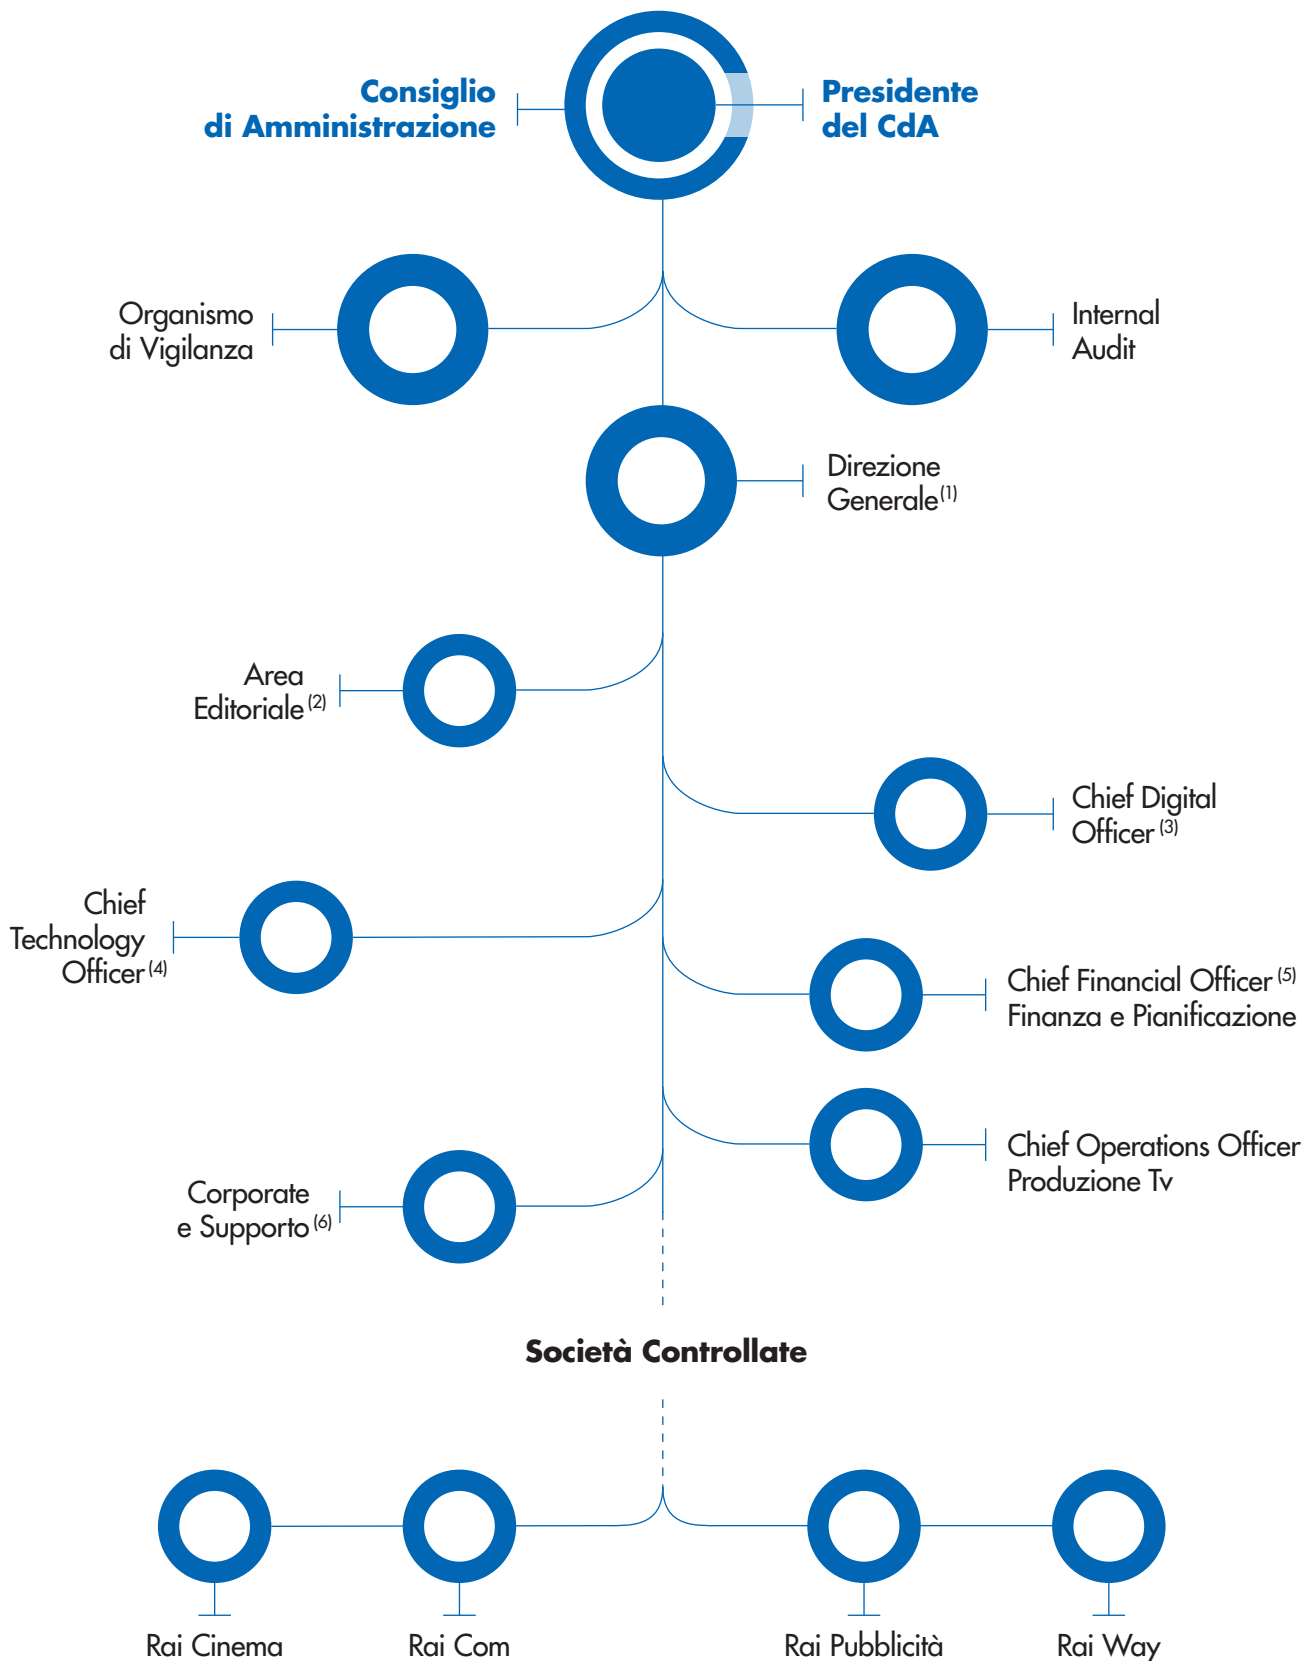 Consiglio
di Amministrazione
Presidente
del CdA
Organismo
di Vigilanza
Internal
Audit
Direzione
Generale (1)
Area
Editoriale (2)
Chief Digital
Officer (3)
Chief
Technology
Officer (4)
Chief Financial Officer (5)
Finanza e Pianificazione
Chief Operations Officer
Produzione Tv
Corporate
e Supporto (6)
Società Controllate
Rai Cinema
Rai Com
Rai Pubblicità
Rai Way